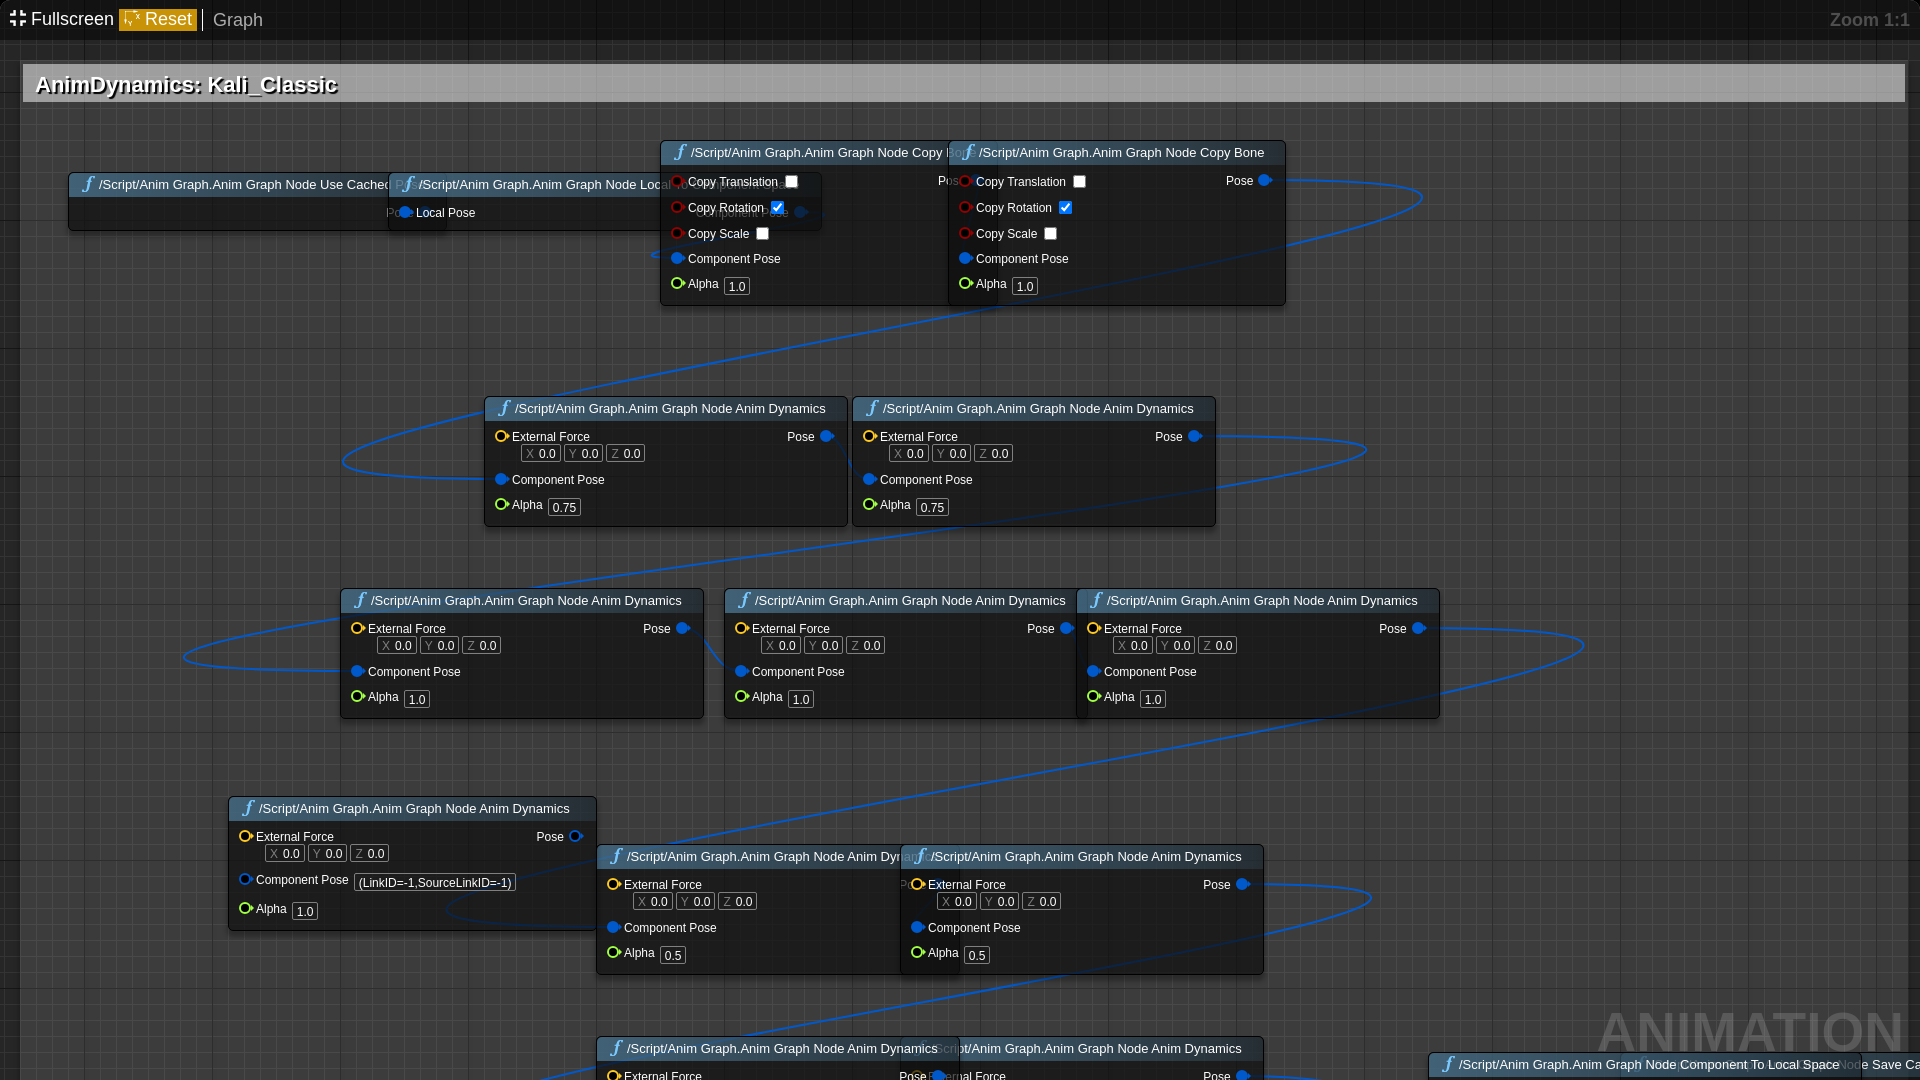 Fullscreen Reset Graph Zoom 1:1
AnimDynamics: Kali_Classic
/Script/Anim Graph.Anim Graph Node Use Cached Pose
Pose
/Script/Anim Graph.Anim Graph Node Local To Component Space
Local Pose Component Pose
/Script/Anim Graph.Anim Graph Node Copy Bone
Copy Translation Pose
Copy Rotation
Copy Scale
Component Pose
Alpha 1.0
/Script/Anim Graph.Anim Graph Node Copy Bone
Copy Translation Pose
Copy Rotation
Copy Scale
Component Pose
Alpha 1.0
/Script/Anim Graph.Anim Graph Node Anim Dynamics
External Force Pose
X 0.0 Y 0.0 Z 0.0
Component Pose
Alpha 0.75
/Script/Anim Graph.Anim Graph Node Anim Dynamics
External Force Pose
X 0.0 Y 0.0 Z 0.0
Component Pose
Alpha 0.75
/Script/Anim Graph.Anim Graph Node Anim Dynamics
External Force Pose
X 0.0 Y 0.0 Z 0.0
Component Pose
Alpha 1.0
/Script/Anim Graph.Anim Graph Node Anim Dynamics
External Force Pose
X 0.0 Y 0.0 Z 0.0
Component Pose
Alpha 1.0
/Script/Anim Graph.Anim Graph Node Anim Dynamics
External Force Pose
X 0.0 Y 0.0 Z 0.0
Component Pose
Alpha 1.0
/Script/Anim Graph.Anim Graph Node Anim Dynamics
External Force Pose
X 0.0 Y 0.0 Z 0.0
Component Pose (LinkID=-1,SourceLinkID=-1)
Alpha 1.0
/Script/Anim Graph.Anim Graph Node Anim Dynamics
External Force Pose
X 0.0 Y 0.0 Z 0.0
Component Pose
Alpha 0.5
/Script/Anim Graph.Anim Graph Node Anim Dynamics
External Force Pose
X 0.0 Y 0.0 Z 0.0
Component Pose
Alpha 0.5
ANIMATION
/Script/Anim Graph.Anim Graph Node Anim Dynamics
External Force Pose
/Script/Anim Graph.Anim Graph Node Anim Dynamics
External Force Pose
/Script/Anim Graph.Anim Graph Node Component To Local Space
Save Ca